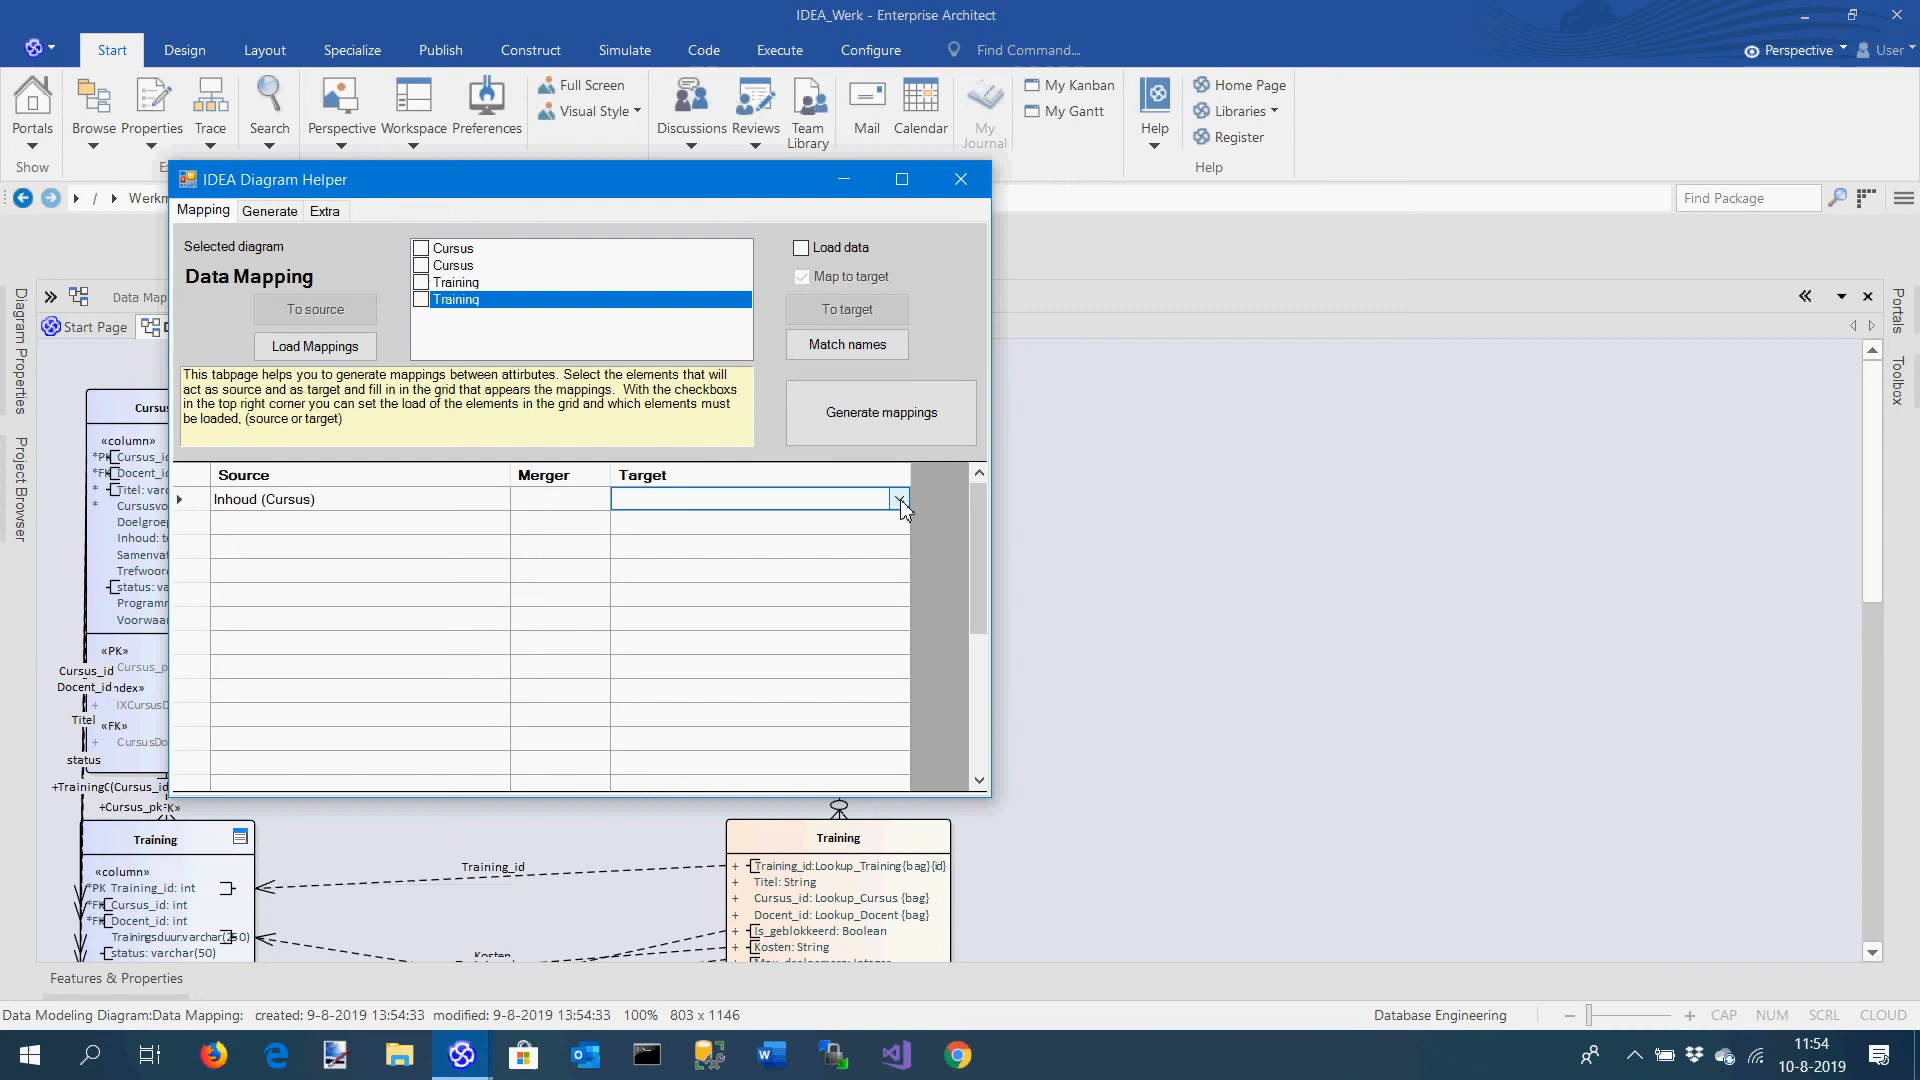 IDEA_Werk - Enterprise Architect
Start Design Layout Specialize Publish Construct Simulate Code Execute Configure Find Command... Perspective User
Portals Browse Properties Trace Search Perspective Workspace Preferences
Full Screen
Visual Style
Discussions Reviews Team Library Mail Calendar My Journal
My Kanban
My Gantt
Help
Home Page
Libraries
Register
Show
Help
/ Find Package
IDEA Diagram Helper
Mapping Generate Extra
Selected diagram
Data Mapping
To source
Load Mappings
Cursus
Cursus
Training
Training
Load data
Map to target
To target
Match names
Generate mappings
This tabpage helps you to generate mappings between attirbutes. Select the elements that will
act as source and as target and fill in in the grid that appears the mappings. With the checkboxs
in the top right corner you can set the load of the elements in the grid and which elements must
be loaded, (source or target)
Source Merger Target
Inhoud (Cursus)
Diagram Properties
Project Browser
Portals
Toolbox
Start Page
«column»
status
«PK»
«FK»
Cursus_id
Docent_id
Titel
status
Training
«column»
*PK Training_id: int
*FK Cursus_id: int
*FK Docent_id: int
status: varchar(50)
Training_id
Training
+ Training_id:Lookup_Training{bag}{id}
+ Titel: String
+ Cursus_id: Lookup_Cursus {bag}
+ Docent_id: Lookup_Docent {bag}
+ Is_geblokkeerd: Boolean
+ Kosten: String
Features & Properties
Data Modeling Diagram:Data Mapping: created: 9-8-2019 13:54:33 modified: 9-8-2019 13:54:33 100% 803 x 1146 Database Engineering CAP NUM SCRL CLOUD
11:54
10-8-2019